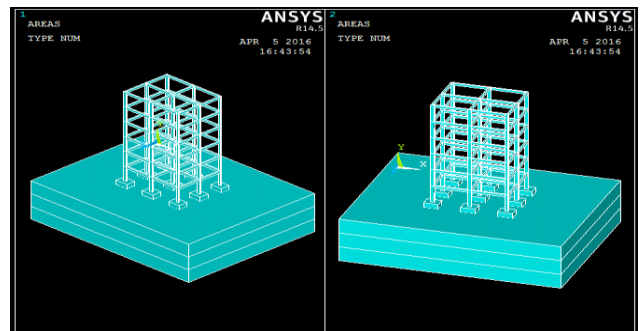 1
AREAS
TYPE NUM
ANSYS
R14.5
APR 5 2016
16:43:54
2
AREAS
TYPE NUM
Y
X
ANSYS
R14.5
APR 5 2016
16:43:54